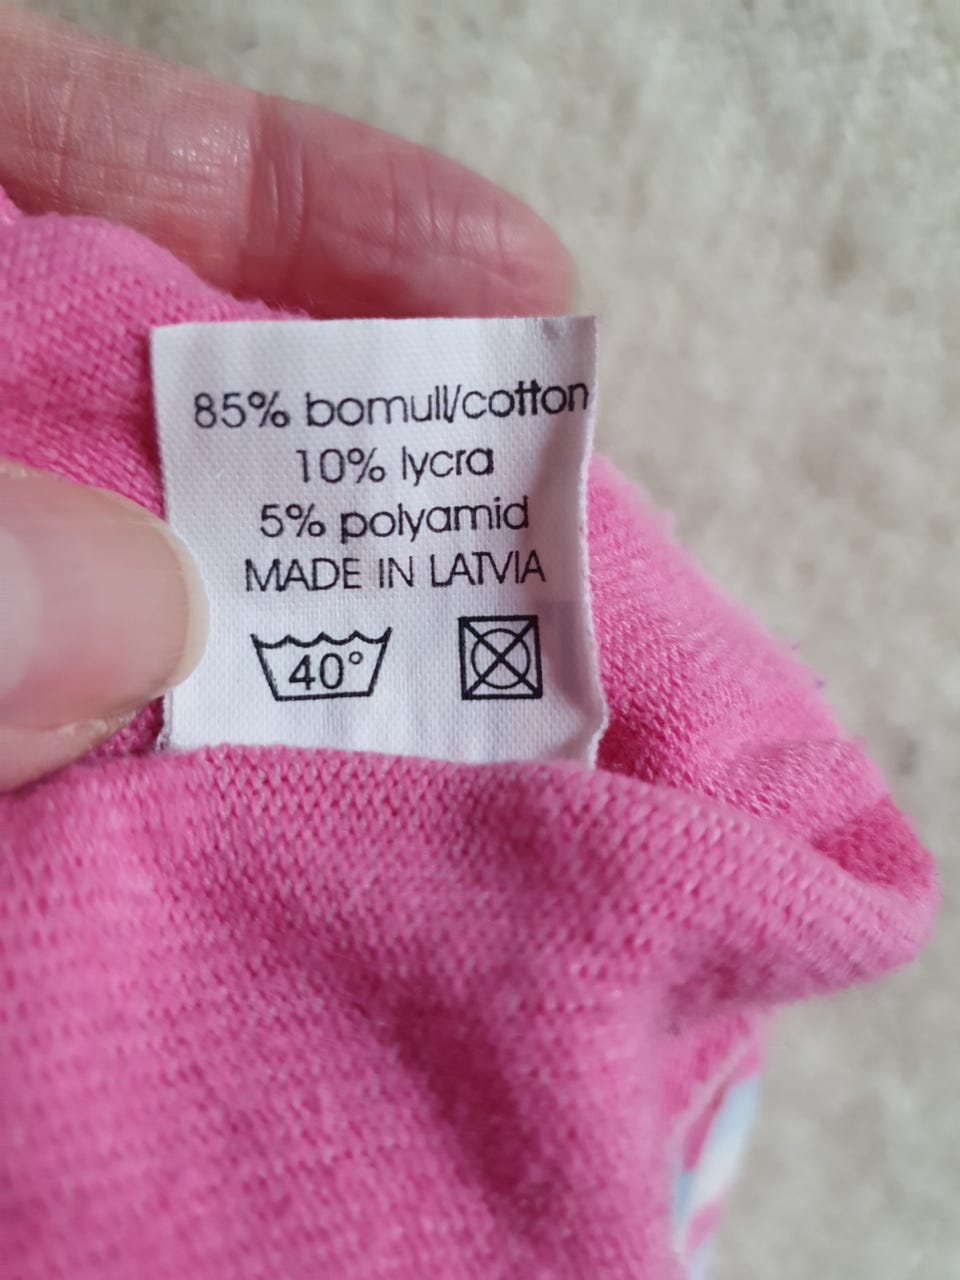 85% bomull/cotton
10% lycra
5% polyamid
MADE IN LATVIA
40°